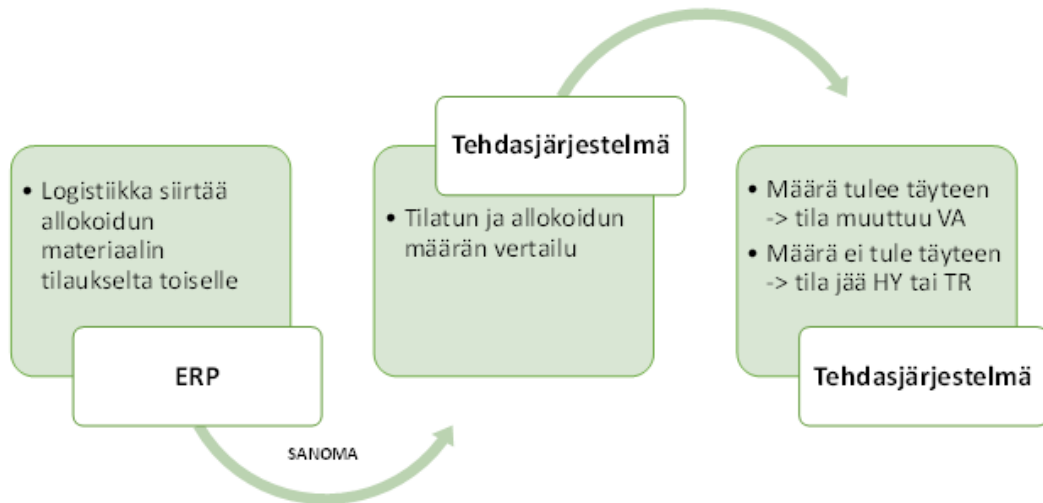 • Logistiikka siirtää
allokoidun
materiaalin
tilaukselta toiselle
ERP
SANOMA
Tehdasjärjestelmä
• Tilatun ja allokoidun
määrän vertailu
• Määrä tulee täyteen
-> tila muuttuu VA
• Määrä ei tule täyteen
-> tila jää HY tai TR
Tehdasjärjestelmä